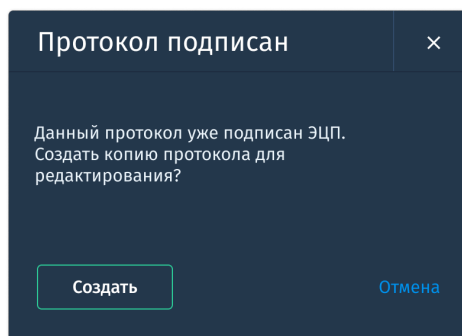 Протокол подписан
Данный протокол уже подписан ЭЦП.
Создать копию протокола для
редактирования?
Создать
Отмена